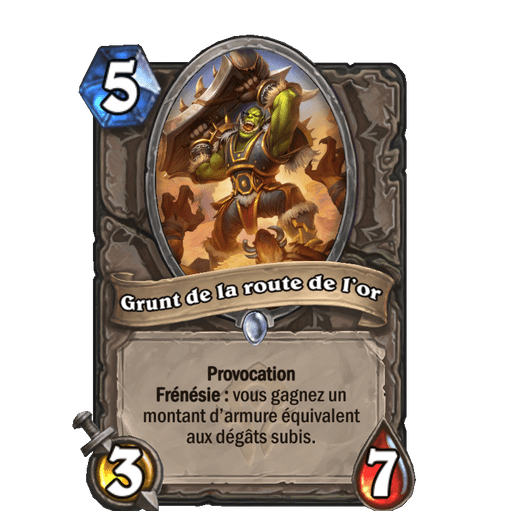 5
Grunt de la route de l'or
Provocation
Frénésie : vous gagnez un
montant d'armure équivalent
aux dégâts subis.
3
7